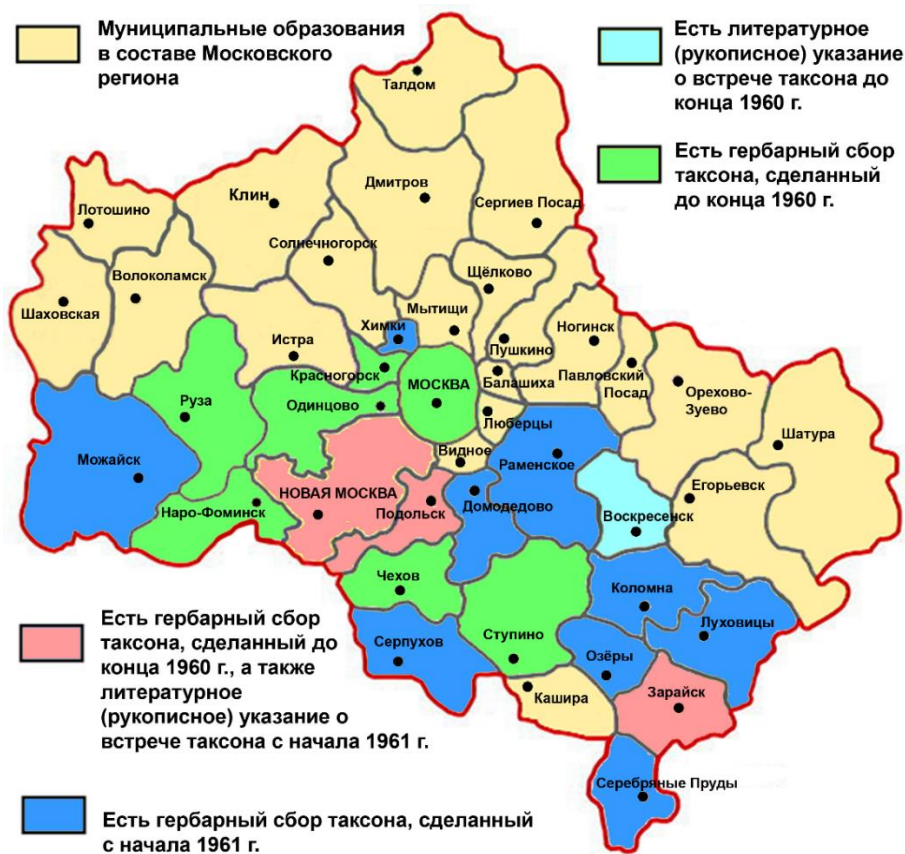 Муниципальные образования
в составе Московского
региона
Есть литературное
(рукописное) указание
о встрече таксона до
конца 1960 г.
Есть гербарный сбор
таксона, сделанный
до конца 1960 г.
Талдом
Клин
Дмитров
Сергиев Посад
Лотошино
Солнечногорск
Волоколамск
Щёлково
Шаховская
Мытищи
Химки
Истра
Пушкино
Ногинск
Красногорск
МОСКВА
Балашиха
Павловский
Посад
Орехово-
Зуево
Руза
Одинцово
Люберцы
Шатура
Видное
Раменское
Можайск
НОВАЯ МОСКВА
Егорьевск
Наро-Фоминск
Подольск
Домодедово
Воскресенск
Чехов
Коломна
Луховицы
Серпухов
Ступино
Озёры
Кашира
Зарайск
Серебряные Пруды
Есть гербарный сбор
таксона, сделанный до
конца 1960 г., а также
литературное
(рукописное) указание о
встрече таксона с начала 1961 г.
Есть гербарный сбор таксона, сделанный
с начала 1961 г.